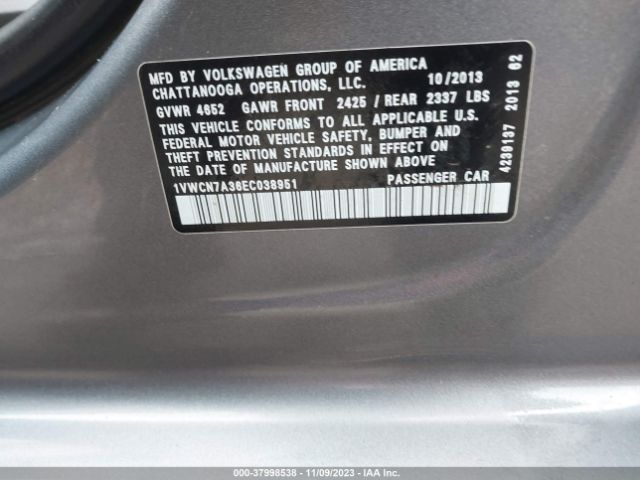 MFD BY VOLKSWAGEN GROUP OF AMERICA
CHATTANOOGA OPERATIONS, LLC. 10/2013
GVWR 4652 GAWR FRONT 2425 / REAR 2337 LBS
THIS VEHICLE CONFORMS TO ALL APPLICABLE U.S.
FEDERAL MOTOR VEHICLE SAFETY, BUMPER AND
THEFT PREVENTION STANDARDS IN EFFECT ON
THE DATE OF MANUFACTURE SHOWN ABOVE.
1VWCN7A36EC038951 PASSENGER CAR
4239137 2013 62
000-37998538 - 11/09/2023 - © IAA, LLC